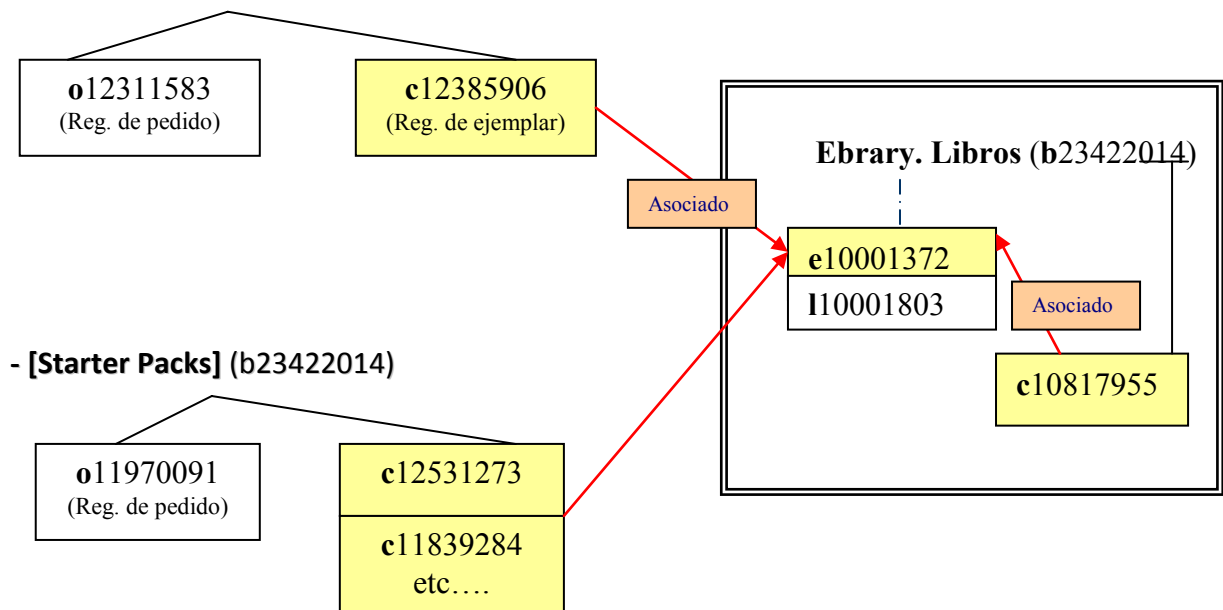 o12311583
(Reg. de pedido)
c12385906
(Reg. de ejemplar)
Ebrary. Libros (b23422014)
Asociado
e10001372
l10001803
Asociado
c10817955
- [Starter Packs] (b23422014)
o11970091
(Reg. de pedido)
c12531273
c11839284
etc….